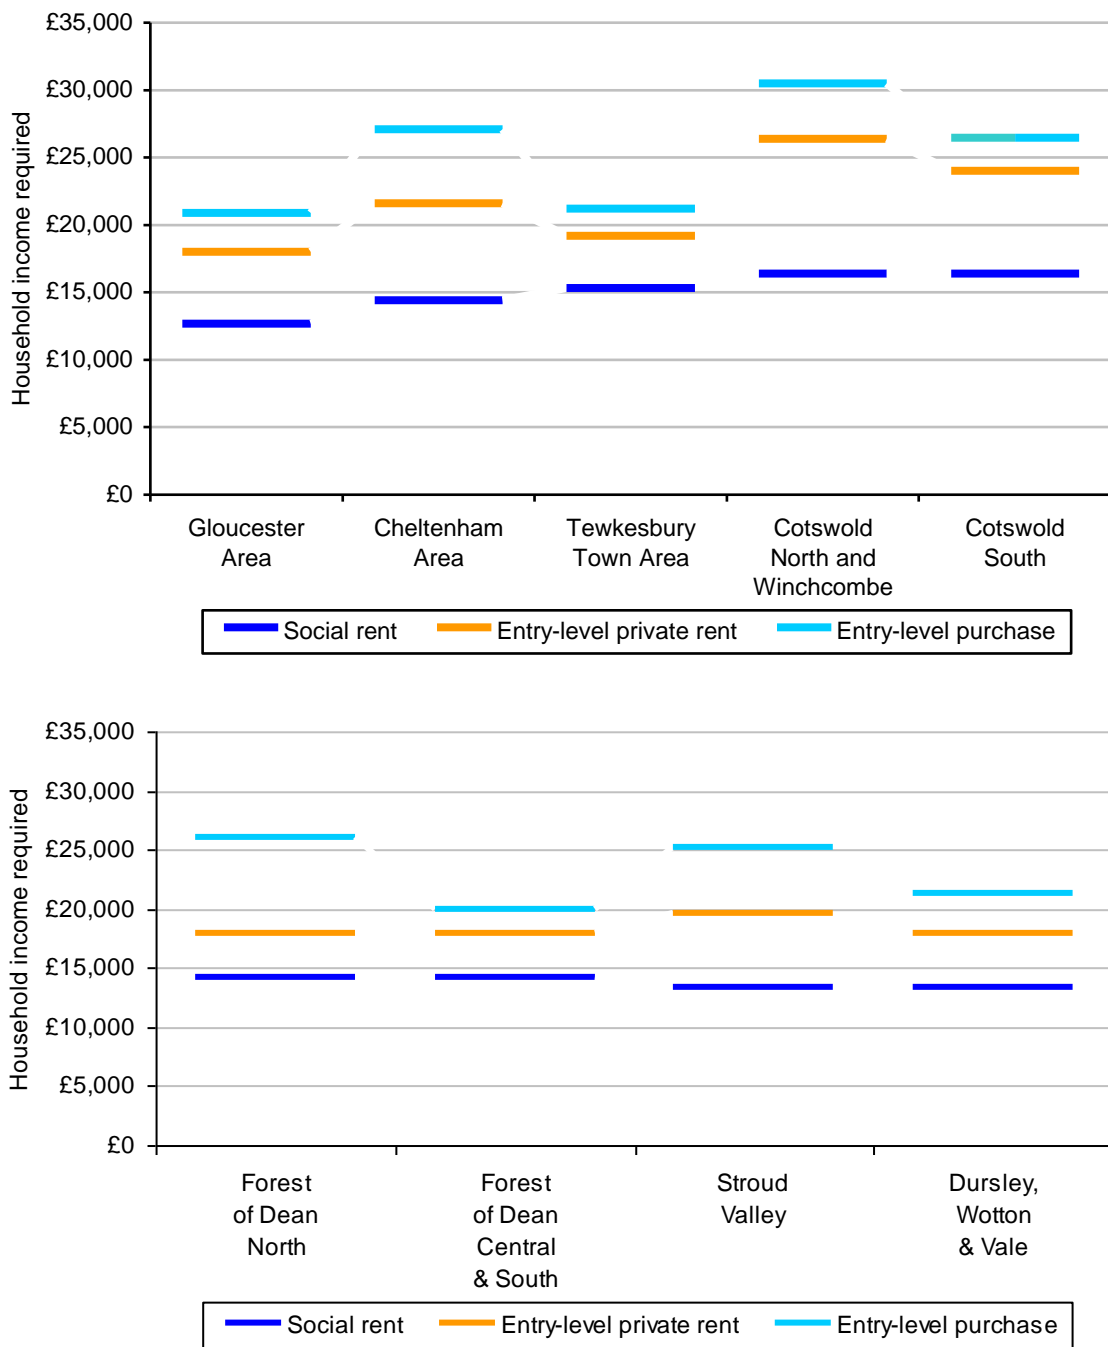 £35,000
£30,000
£25,000
£20,000
£15,000
£10,000
£5,000
£0
Household income required
Gloucester
Area
Cheltenham
Area
Tewkesbury
Town Area
Cotswold
North and
Winchcombe
Cotswold
South
Social rent Entry-level private rent Entry-level purchase
£35,000
£30,000
£25,000
£20,000
£15,000
£10,000
£5,000
£0
Household income required
Forest
of Dean
North
Forest
of Dean
Central
& South
Stroud
Valley
Dursley,
Wotton
& Vale
Social rent Entry-level private rent Entry-level purchase